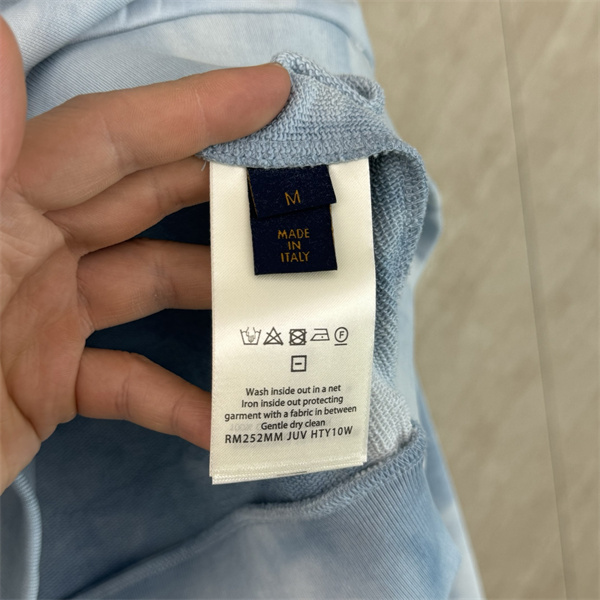 M
MADE
IN
ITALY
F
Wash inside out in a net
Iron inside out protecting
garment with a fabric in between
Gentle dry clean
RM252MM JUV HTY10W